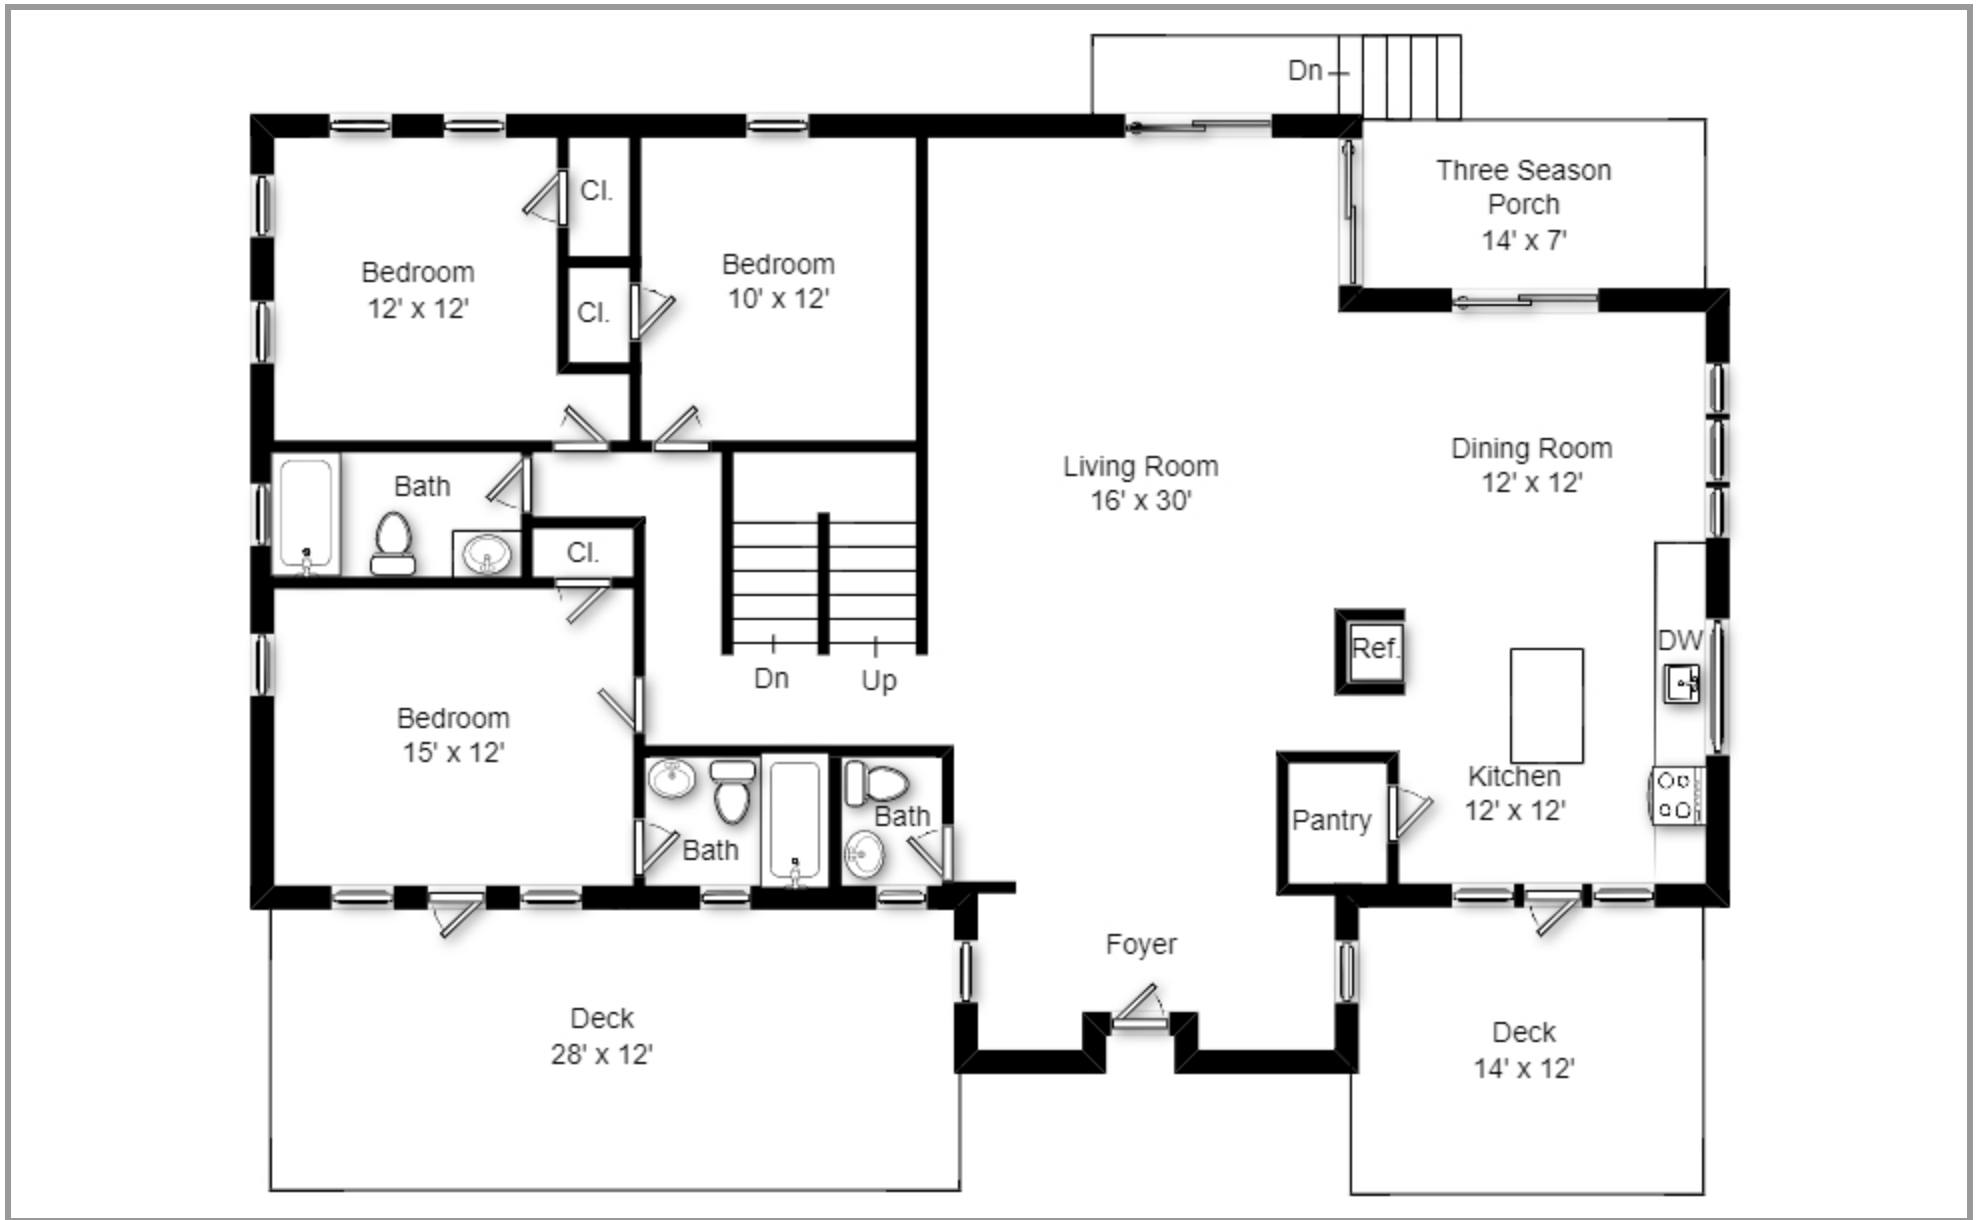 Dn
Three Season
Porch
14' x 7'
Cl.
Bedroom
12' x 12'
Cl.
Bedroom
10' x 12'
Living Room
16' x 30'
Dining Room
12' x 12'
Bath
Cl.
Dn
Up
Ref.
DW
Bedroom
15' x 12'
Kitchen
12' x 12'
Pantry
Bath
Bath
Foyer
Deck
28' x 12'
Deck
14' x 12'